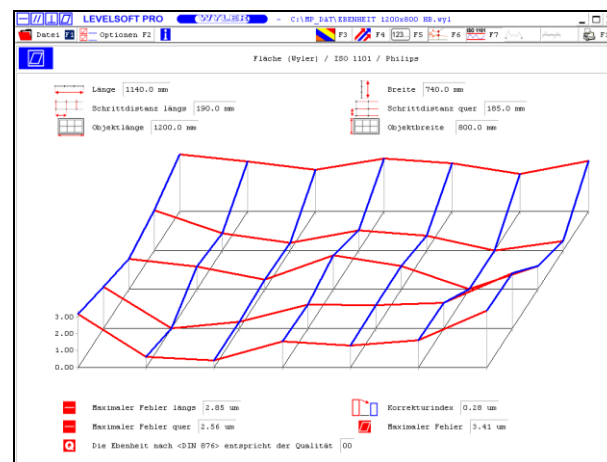 LEVELSOFT PRO WYLER - C:\MP_DAT\EBENHEIT 1200x800 HB.wyl
Datei F1 Optionen F2 i F3 F4 123.. F5 F6 ISO 1101 F7
Fläche (Wyler) / ISO 1101 / Philips
Länge 1140.0 mm Breite 740.0 mm
Schrittdistanz längs 190.0 mm Schrittdistanz quer 185.0 mm
Objektlänge 1200.0 mm Objektbreite 800.0 mm
3.00
2.00
1.00
0.00
Maximaler Fehler längs 2.85 um Korrekturindex 0.28 um
Maximaler Fehler quer 2.56 um Maximaler Fehler 3.41 um
Q Die Ebenheit nach <DIN 876> entspricht der Qualität 00